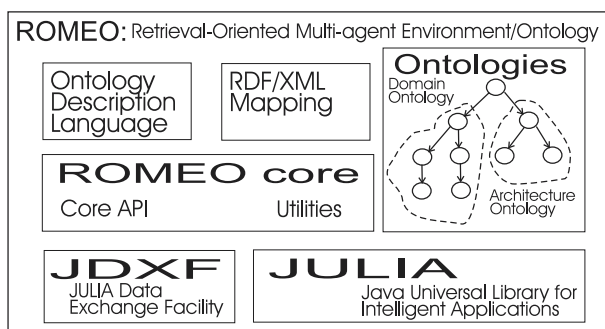 ROMEO: Retrieval-Oriented Multi-agent Environment/Ontology
Ontology
Description
Language
RDF/XML
Mapping
Ontologies
Domain
Ontology
Architecture
Ontology
ROMEO core
Core API Utilities
JDXF
JULIA Data
Exchange Facility
JULIA
Java Universal Library for
Intelligent Applications